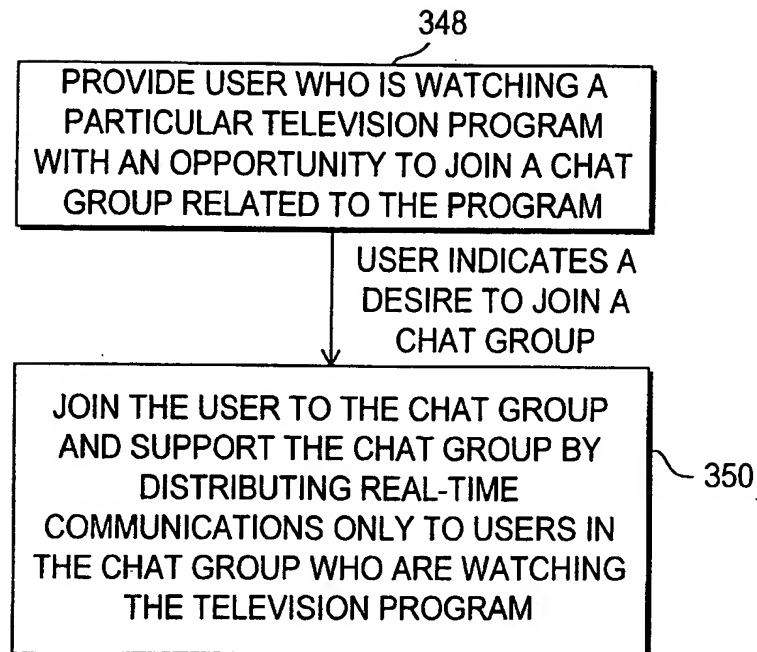 348
PROVIDE USER WHO IS WATCHING A
PARTICULAR TELEVISION PROGRAM
WITH AN OPPORTUNITY TO JOIN A CHAT
GROUP RELATED TO THE PROGRAM
USER INDICATES A
DESIRE TO JOIN A
CHAT GROUP
JOIN THE USER TO THE CHAT GROUP
AND SUPPORT THE CHAT GROUP BY
DISTRIBUTING REAL-TIME
COMMUNICATIONS ONLY TO USERS IN
THE CHAT GROUP WHO ARE WATCHING
THE TELEVISION PROGRAM
350